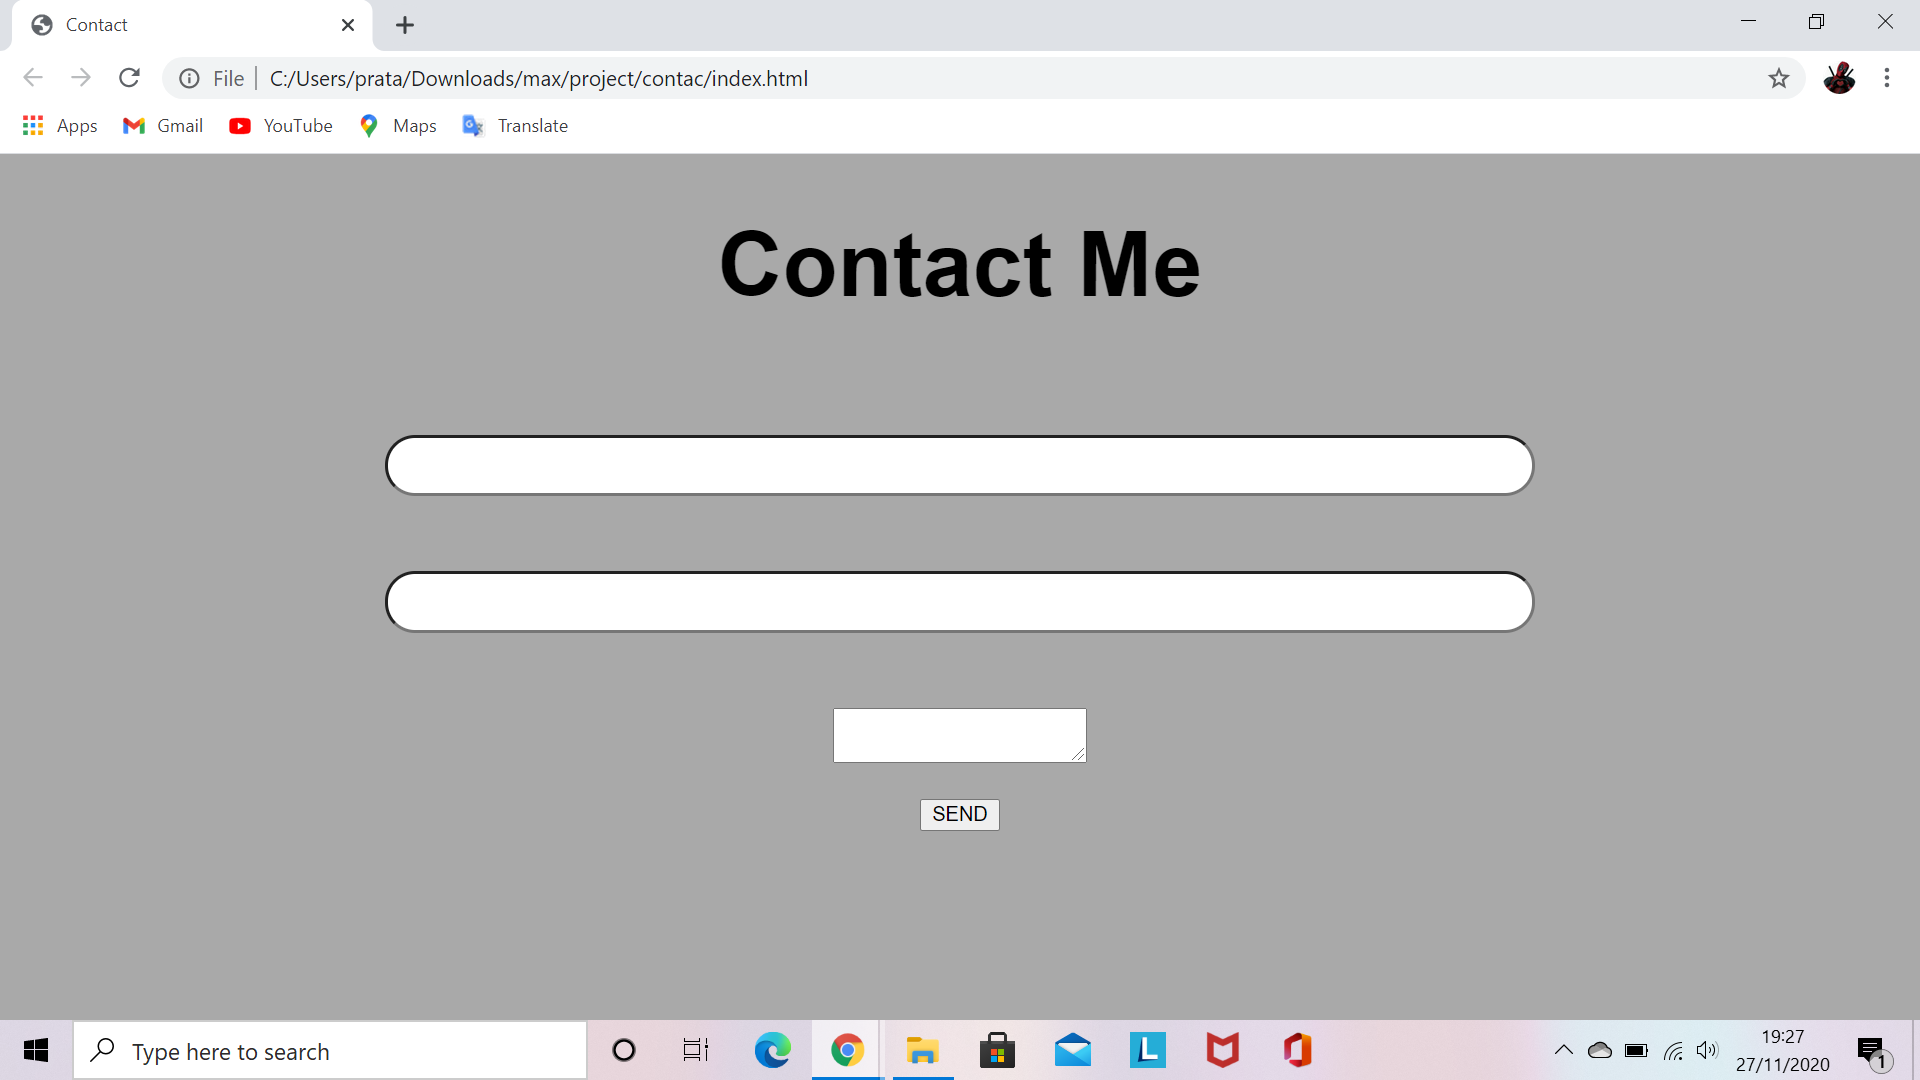 Contact
File C:/Users/prata/Downloads/max/project/contac/index.html
Apps Gmail YouTube Maps Translate
Contact Me
SEND
Type here to search
L
19:27
27/11/2020
1